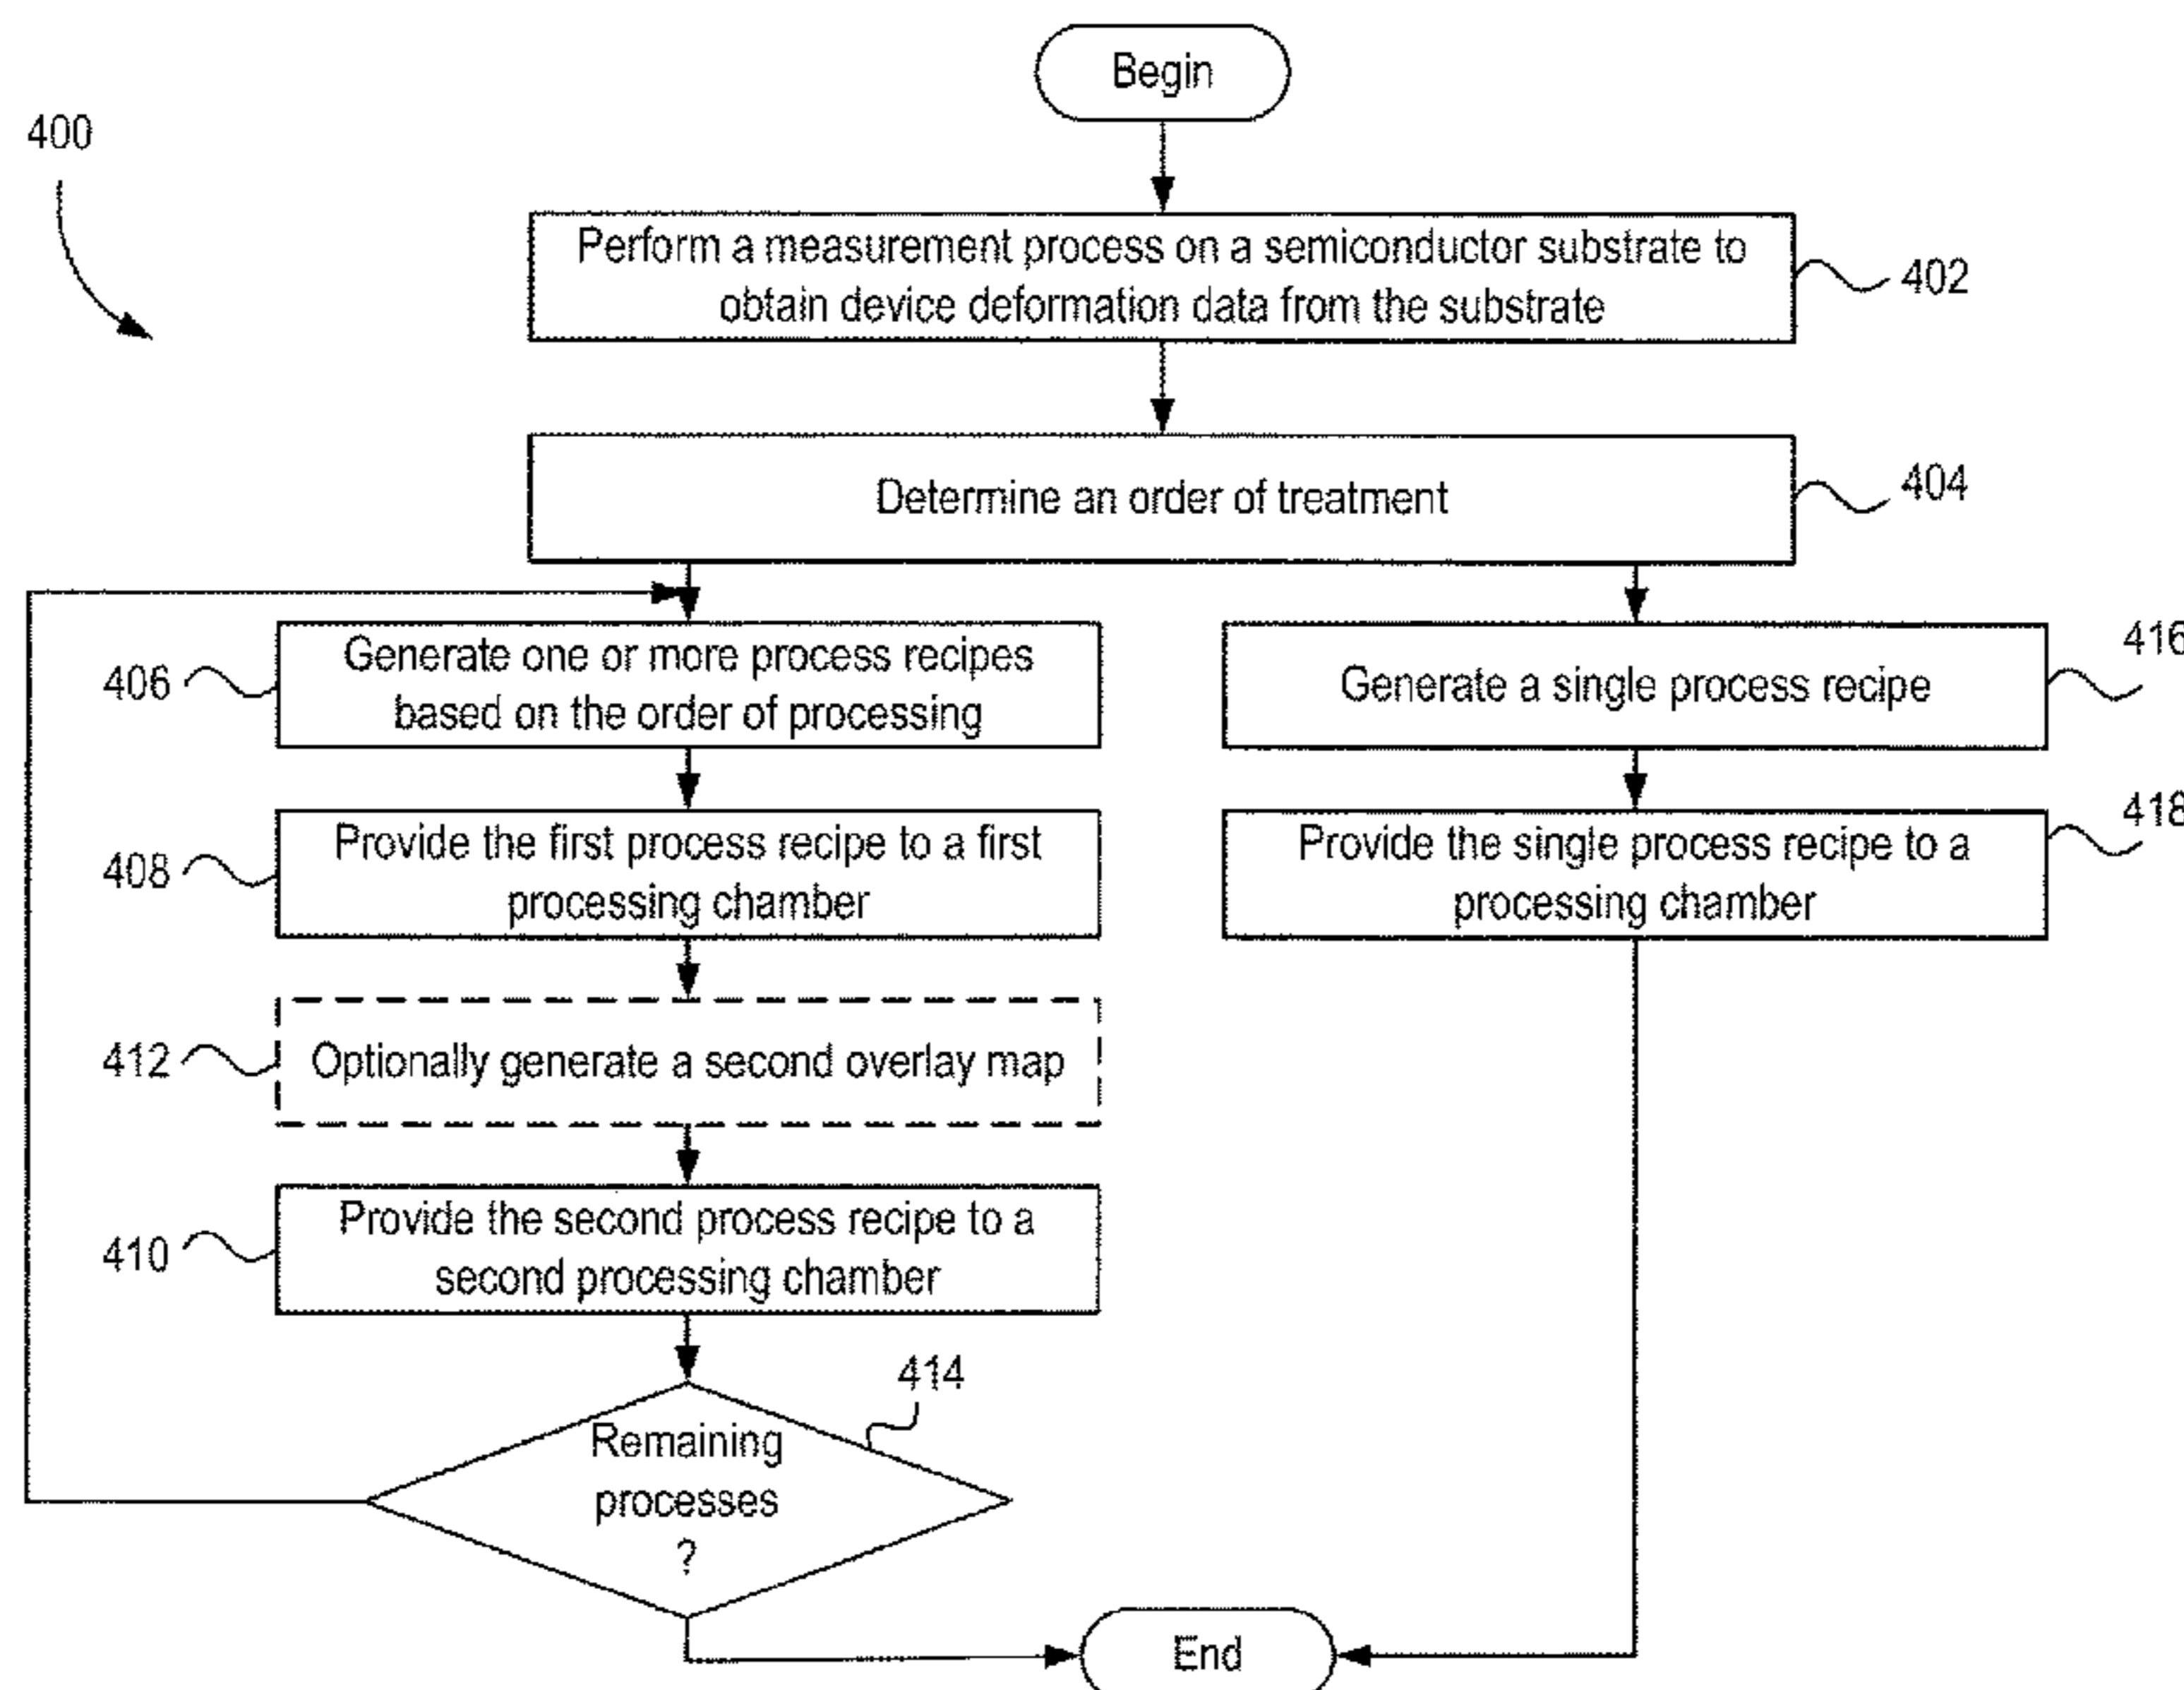 Begin
400
Perform a measurement process on a semiconductor substrate to
obtain device deformation data from the substrate
402
Determine an order of treatment
404
406
Generate one or more process recipes
based on the order of processing
Generate a single process recipe
416
408
Provide the first process recipe to a first
processing chamber
Provide the single process recipe to a
processing chamber
418
412
Optionally generate a second overlay map
410
Provide the second process recipe to a
second processing chamber
414
Remaining
processes
?
End